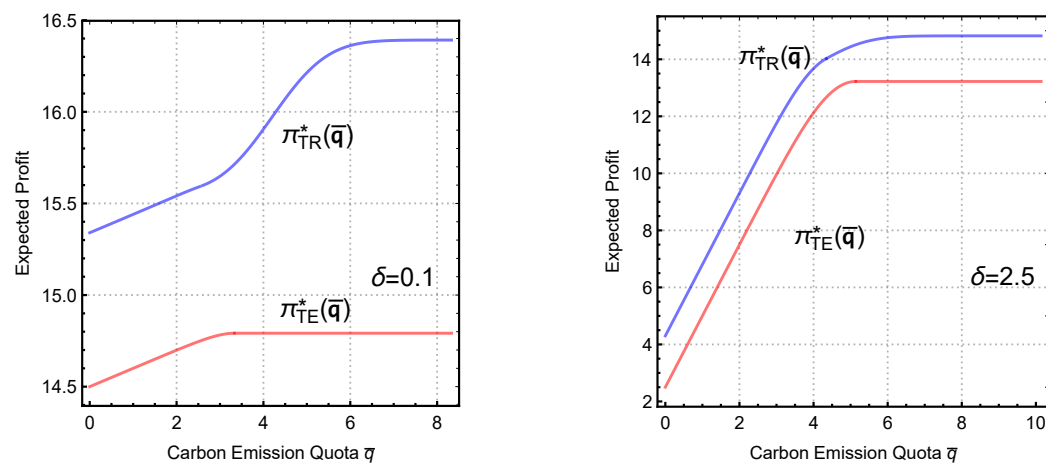 16.5
16.0
15.5
15.0
14.5
Expected Profit
π*TR(q̅)
δ=0.1
π*TE(q̅)
0 2 4 6 8
Carbon Emission Quota q̅
14
12
10
8
6
4
2
Expected Profit
π*TR(q̅)
π*TE(q̅)
δ=2.5
0 2 4 6 8 10
Carbon Emission Quota q̅